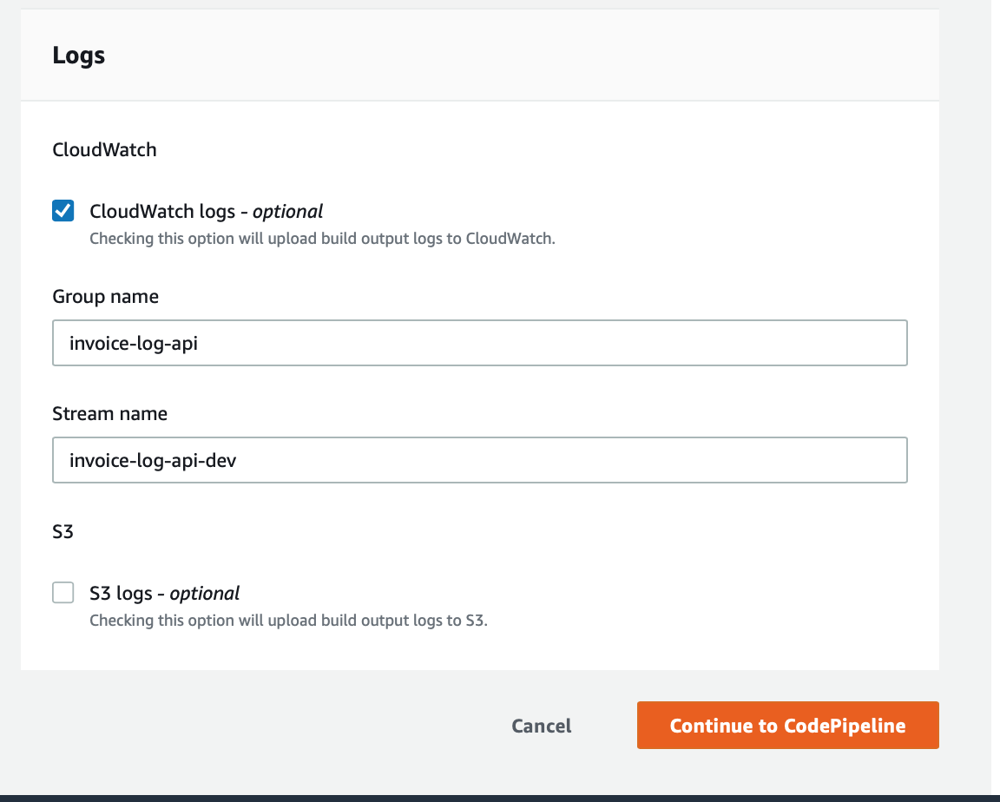 Logs
CloudWatch
CloudWatch logs - optional
Checking this option will upload build output logs to CloudWatch.
Group name
invoice-log-api
Stream name
invoice-log-api-dev
S3
S3 logs - optional
Checking this option will upload build output logs to S3.
Cancel
Continue to CodePipeline